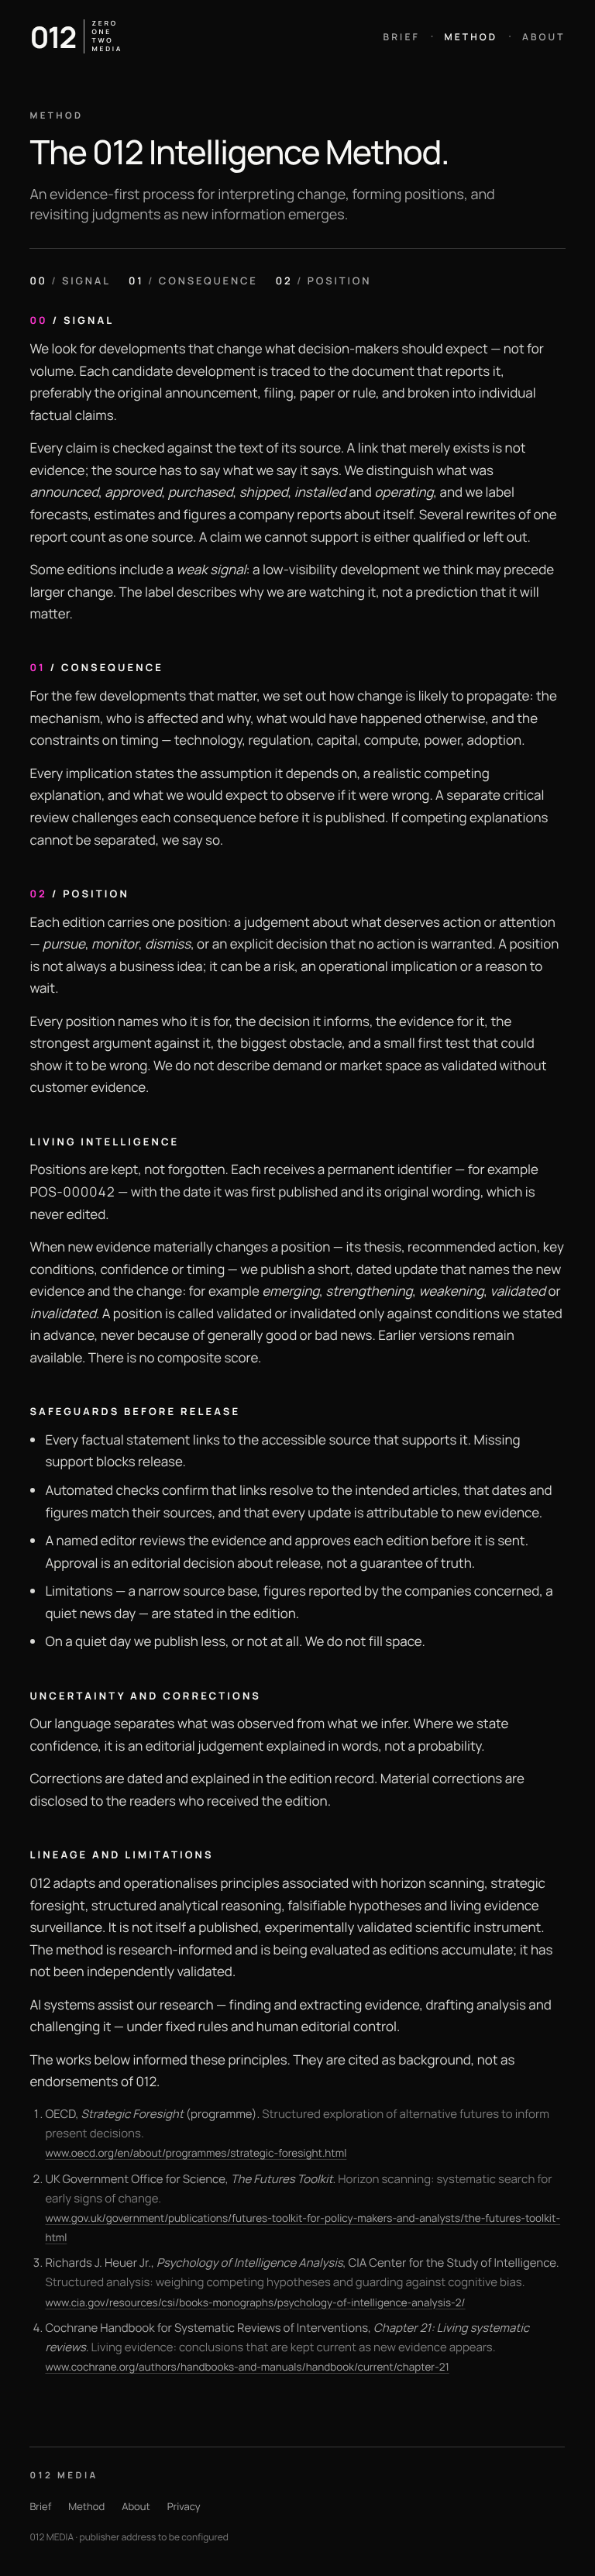 012
ZERO
ONE
TWO
MEDIA
BRIEF · METHOD · ABOUT
METHOD
The 012 Intelligence Method.
An evidence-first process for interpreting change, forming positions, and
revisiting judgments as new information emerges.
00 / SIGNAL 01 / CONSEQUENCE 02 / POSITION
00 / SIGNAL
We look for developments that change what decision-makers should expect — not for
volume. Each candidate development is traced to the document that reports it,
preferably the original announcement, filing, paper or rule, and broken into individual
factual claims.
Every claim is checked against the text of its source. A link that merely exists is not
evidence; the source has to say what we say it says. We distinguish what was
announced, approved, purchased, shipped, installed and operating, and we label
forecasts, estimates and figures a company reports about itself. Several rewrites of one
report count as one source. A claim we cannot support is either qualified or left out.
Some editions include a weak signal: a low-visibility development we think may precede
larger change. The label describes why we are watching it, not a prediction that it will
matter.
01 / CONSEQUENCE
For the few developments that matter, we set out how change is likely to propagate: the
mechanism, who is affected and why, what would have happened otherwise, and the
constraints on timing — technology, regulation, capital, compute, power, adoption.
Every implication states the assumption it depends on, a realistic competing
explanation, and what we would expect to observe if it were wrong. A separate critical
review challenges each consequence before it is published. If competing explanations
cannot be separated, we say so.
02 / POSITION
Each edition carries one position: a judgement about what deserves action or attention
— pursue, monitor, dismiss, or an explicit decision that no action is warranted. A position
is not always a business idea; it can be a risk, an operational implication or a reason to
wait.
Every position names who it is for, the decision it informs, the evidence for it, the
strongest argument against it, the biggest obstacle, and a small first test that could
show it to be wrong. We do not describe demand or market space as validated without
customer evidence.
LIVING INTELLIGENCE
Positions are kept, not forgotten. Each receives a permanent identifier — for example
POS-000042 — with the date it was first published and its original wording, which is
never edited.
When new evidence materially changes a position — its thesis, recommended action, key
conditions, confidence or timing — we publish a short, dated update that names the new
evidence and the change: for example emerging, strengthening, weakening, validated or
invalidated. A position is called validated or invalidated only against conditions we stated
in advance, never because of generally good or bad news. Earlier versions remain
available. There is no composite score.
SAFEGUARDS BEFORE RELEASE
• Every factual statement links to the accessible source that supports it. Missing
support blocks release.
• Automated checks confirm that links resolve to the intended articles, that dates and
figures match their sources, and that every update is attributable to new evidence.
• A named editor reviews the evidence and approves each edition before it is sent.
Approval is an editorial decision about release, not a guarantee of truth.
• Limitations — a narrow source base, figures reported by the companies concerned, a
quiet news day — are stated in the edition.
• On a quiet day we publish less, or not at all. We do not fill space.
UNCERTAINTY AND CORRECTIONS
Our language separates what was observed from what we infer. Where we state
confidence, it is an editorial judgement explained in words, not a probability.
Corrections are dated and explained in the edition record. Material corrections are
disclosed to the readers who received the edition.
LINEAGE AND LIMITATIONS
012 adapts and operationalises principles associated with horizon scanning, strategic
foresight, structured analytical reasoning, falsifiable hypotheses and living evidence
surveillance. It is not itself a published, experimentally validated scientific instrument.
The method is research-informed and is being evaluated as editions accumulate; it has
not been independently validated.
AI systems assist our research — finding and extracting evidence, drafting analysis and
challenging it — under fixed rules and human editorial control.
The works below informed these principles. They are cited as background, not as
endorsements of 012.
1. OECD, Strategic Foresight (programme). Structured exploration of alternative futures to inform
present decisions.
www.oecd.org/en/about/programmes/strategic-foresight.html
2. UK Government Office for Science, The Futures Toolkit. Horizon scanning: systematic search for
early signs of change.
www.gov.uk/government/publications/futures-toolkit-for-policy-makers-and-analysts/the-futures-toolkit-
html
3. Richards J. Heuer Jr., Psychology of Intelligence Analysis, CIA Center for the Study of Intelligence.
Structured analysis: weighing competing hypotheses and guarding against cognitive bias.
www.cia.gov/resources/csi/books-monographs/psychology-of-intelligence-analysis-2/
4. Cochrane Handbook for Systematic Reviews of Interventions, Chapter 21: Living systematic
reviews. Living evidence: conclusions that are kept current as new evidence appears.
www.cochrane.org/authors/handbooks-and-manuals/handbook/current/chapter-21
012 MEDIA
Brief Method About Privacy
012 MEDIA · publisher address to be configured